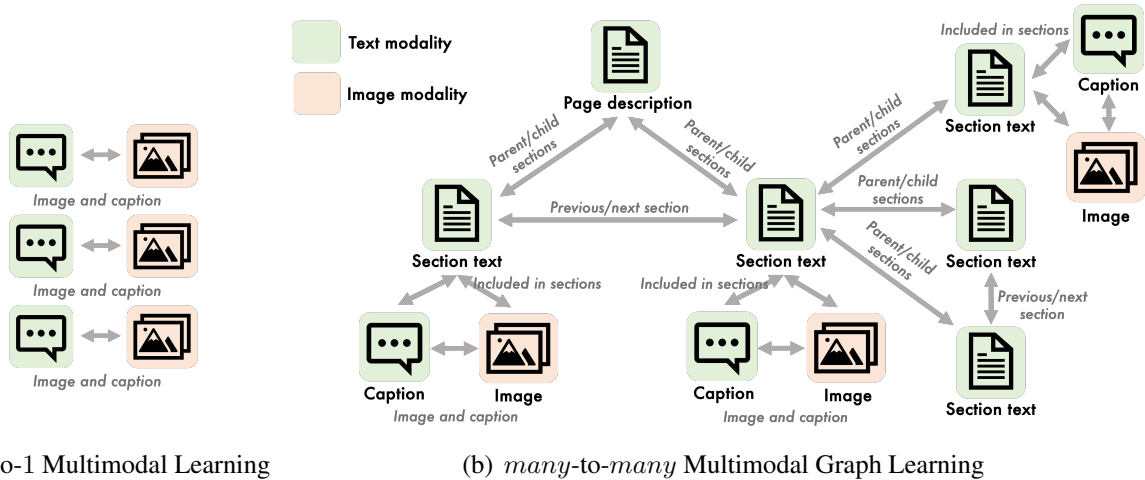 Image and caption
Image and caption
Image and caption
o-1 Multimodal Learning
Text modality
Image modality
Page description
Parent/child
sections
Parent/child
sections
Previous/next section
Section text
Section text
Included in sections
Included in sections
Caption
Image
Image and caption
Caption
Image
Image and caption
Parent/child
sections
Parent/child
sections
Parent/child
sections
Included in sections
Section text
Caption
Image
Section text
Previous/next
section
Section text
(b) many-to-many Multimodal Graph Learning